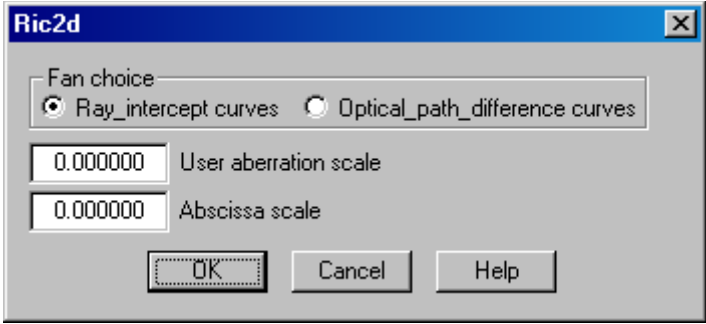 Ric2d
Fan choice
Ray_intercept curves Optical_path_difference curves
0.000000 User aberration scale
0.000000 Abscissa scale
OK Cancel Help